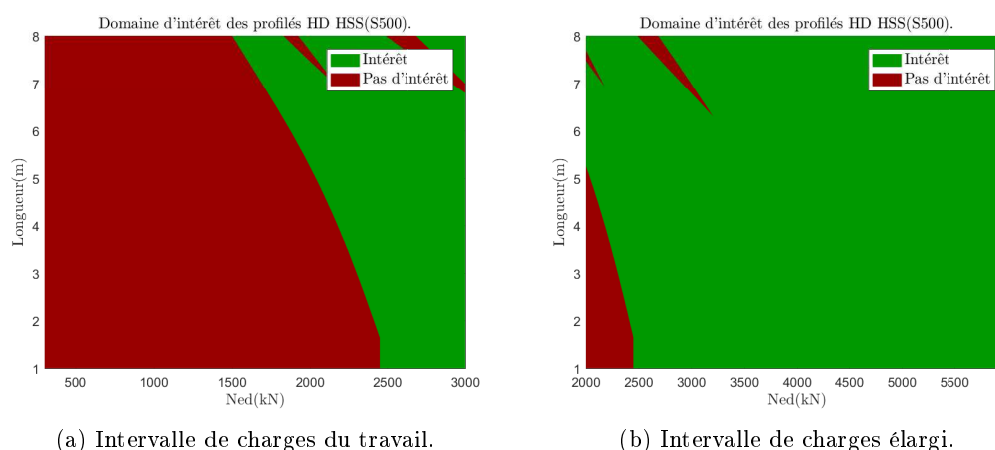 Domaine d'intérêt des profilés HD HSS(S500).
8
7
6
5
4
3
2
1
Longueur(m)
Intérêt
Pas d'intérêt
500
1000
1500
2000
2500
3000
Ned(kN)
(a) Intervalle de charges du travail.
Domaine d'intérêt des profilés HD HSS(S500).
8
7
6
5
4
3
2
1
Longueur(m)
Intérêt
Pas d'intérêt
2000
2500
3000
3500
4000
4500
5000
5500
Ned(kN)
(b) Intervalle de charges élargi.